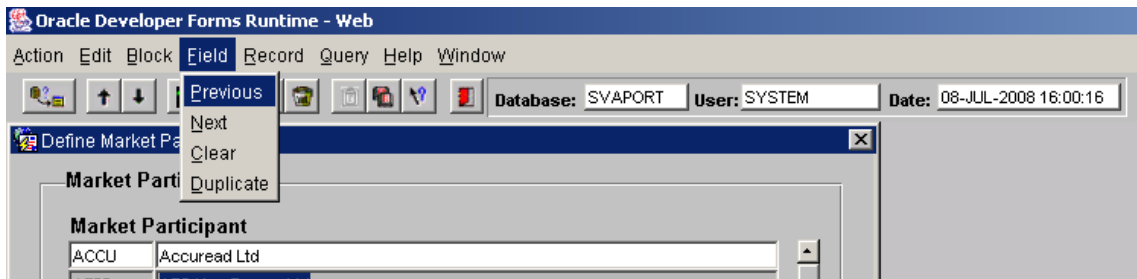 Oracle Developer Forms Runtime - Web
Action Edit Block Field Record Query Help Window
Previous
Database: SVAPORT User: SYSTEM Date: 08-JUL-2008 16:00:16
Next
Define Market Pa
Clear
Market Parti
Duplicate
Market Participant
ACCU Accuread Ltd